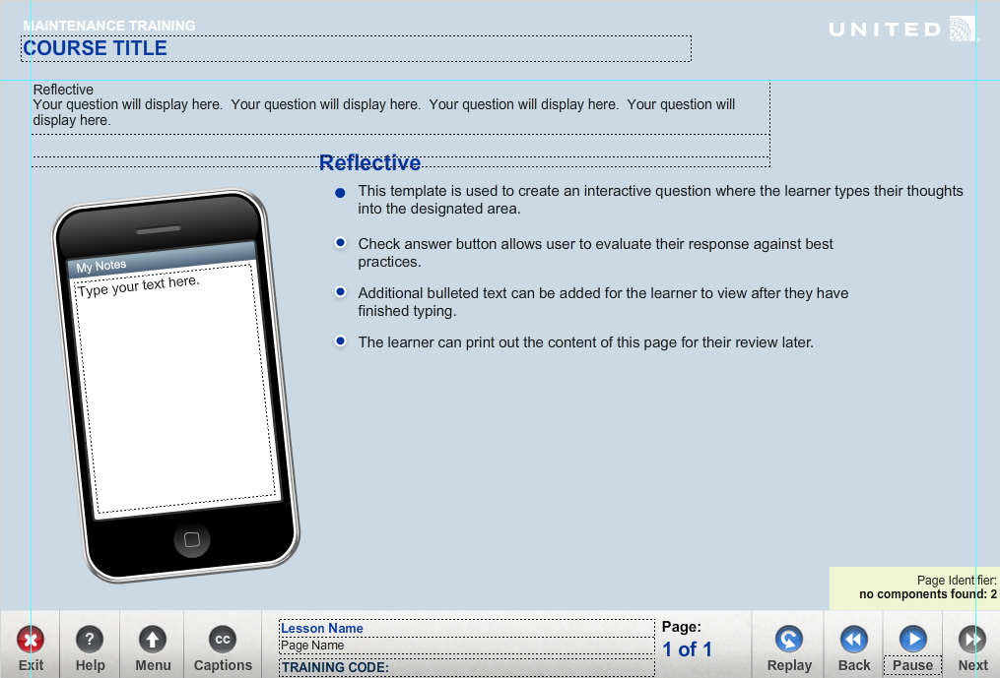 MAINTENANCE TRAINING
COURSE TITLE
UNITED
Reflective
Your question will display here.  Your question will display here.  Your question will display here.  Your question will
display here.
Reflective
This template is used to create an interactive question where the learner types their thoughts
into the designated area.
Check answer button allows user to evaluate their response against best
practices.
Additional bulleted text can be added for the learner to view after they have
finished typing.
The learner can print out the content of this page for their review later.
My Notes
Type your text here.
Page Identifier:
no components found: 2
Lesson Name
Page Name
TRAINING CODE:
Page:
1 of 1
?
cc
Exit
Help
Menu
Captions
Replay
Back
Pause
Next